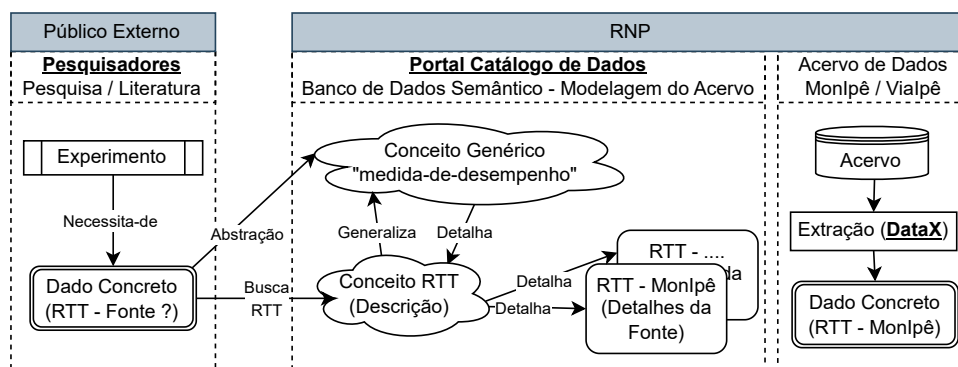 Público Externo
RNP
Pesquisadores
Pesquisa / Literatura
Portal Catálogo de Dados
Banco de Dados Semântico - Modelagem do Acervo
Acervo de Dados
MonIpê / ViaIpê
Experimento
Necessita-de
Dado Concreto
(RTT - Fonte ?)
Abstração
Busca
RTT
Conceito Genérico
"medida-de-desempenho"
Generaliza
Detalha
Conceito RTT
(Descrição)
Detalha
Detalha
RTT - ....
da
RTT - MonIpê
(Detalhes da
Fonte)
Acervo
Extração (DataX)
Dado Concreto
(RTT - MonIpê)